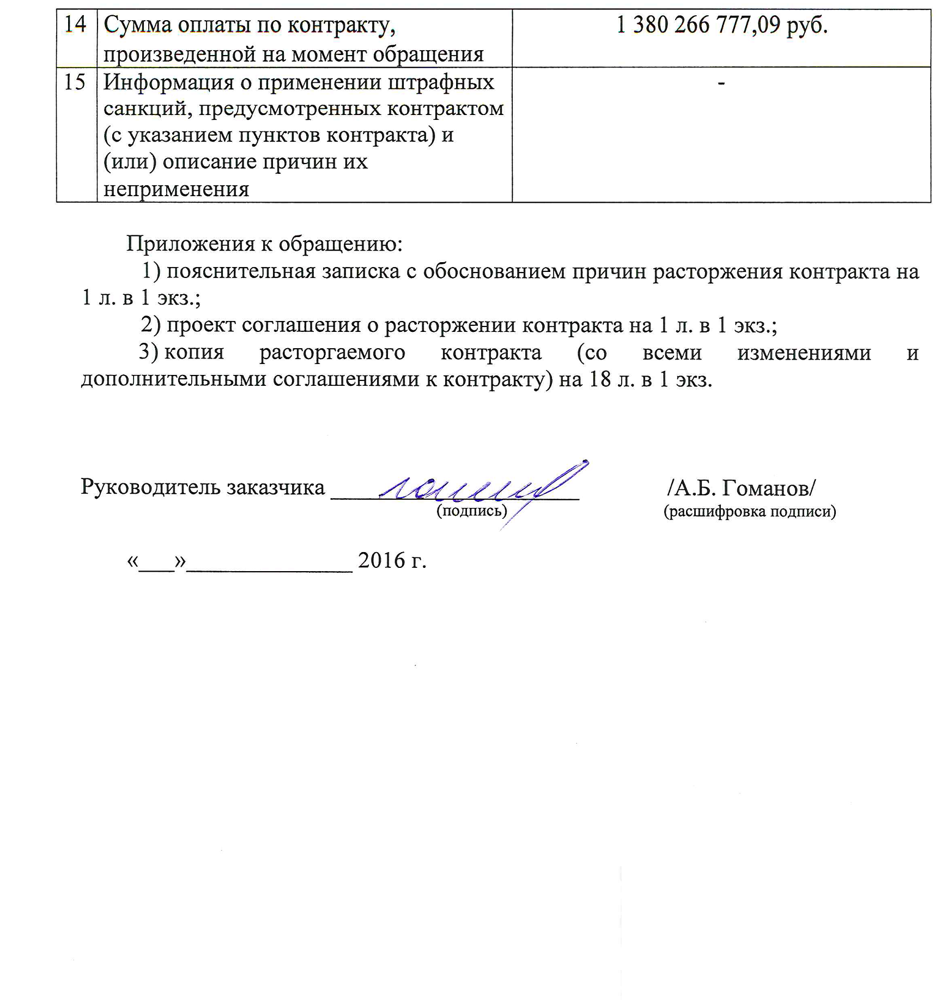 14 Сумма оплаты по контракту, 1 380 266 777,09 руб.
произведенной на момент обращения
15 Информация о применении штрафных -
санкций, предусмотренных контрактом
(с указанием пунктов контракта) и
(или) описание причин их
неприменения
Приложения к обращению:
1) пояснительная записка с обоснованием причин расторжения контракта на
1 л. в 1 экз.;
2) проект соглашения о расторжении контракта на 1 л. в 1 экз.;
3) копия расторгаемого контракта (со всеми изменениями и
дополнительными соглашениями к контракту) на 18 л. в 1 экз.
Руководитель заказчика ____________________ /А.Б. Гоманов/
(подпись) (расшифровка подписи)
«___»______________ 2016 г.